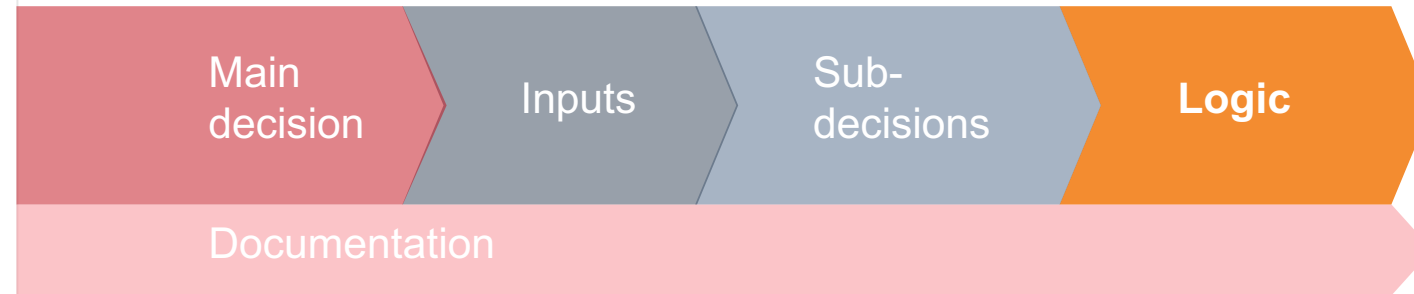 Main
decision
Inputs
Sub-
decisions
Logic
Documentation